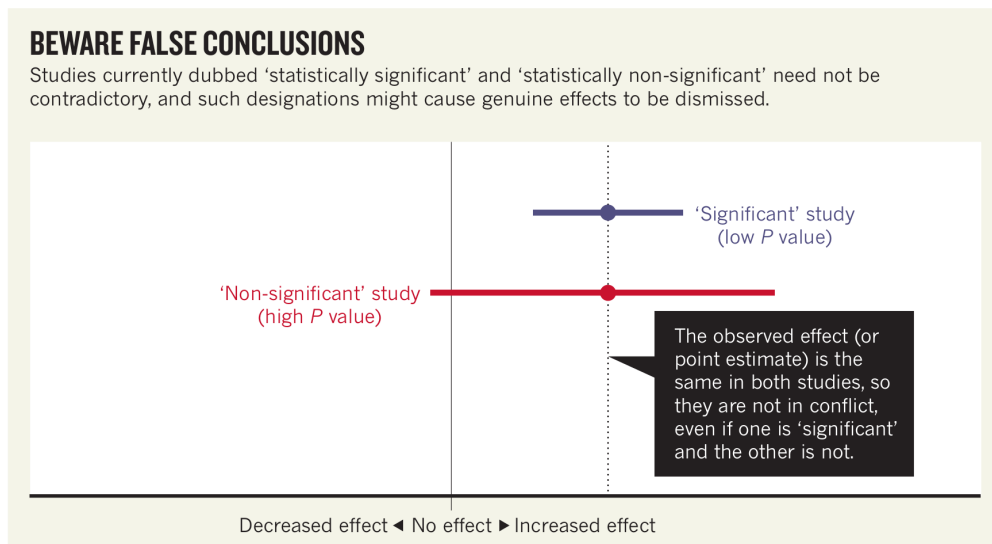 BEWARE FALSE CONCLUSIONS
Studies currently dubbed ‘statistically significant’ and ‘statistically non-significant’ need not be
contradictory, and such designations might cause genuine effects to be dismissed.
‘Significant’ study
(low P value)
‘Non-significant’ study
(high P value)
The observed effect (or
point estimate) is the
same in both studies, so
they are not in conflict,
even if one is ‘significant’
and the other is not.
Decreased effect ◄ No effect ► Increased effect